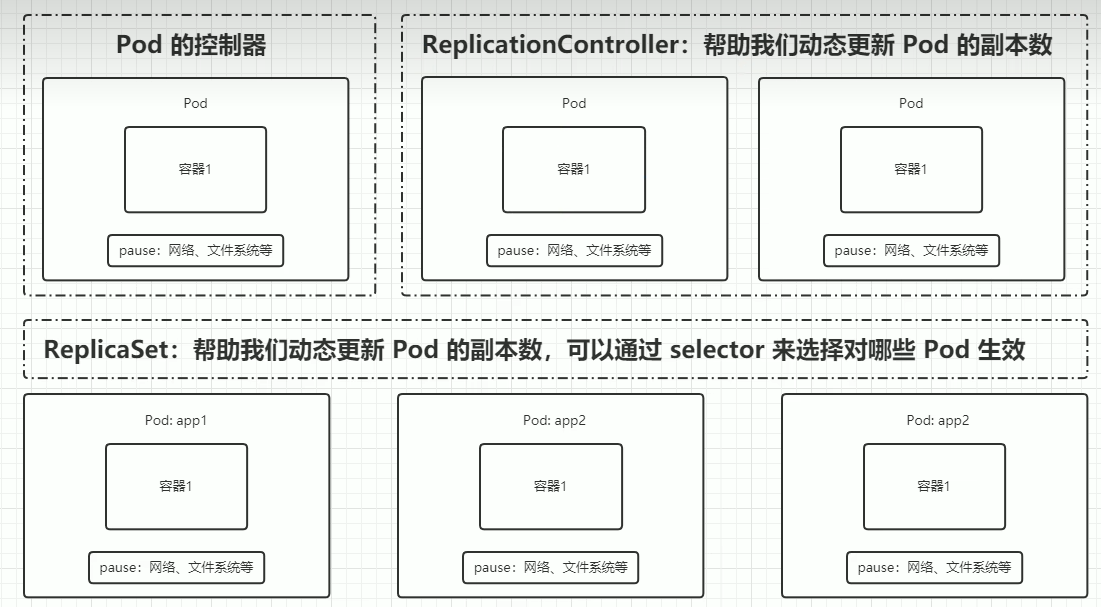 Pod 的控制器
Pod
容器1
pause：网络、文件系统等
ReplicationController：帮助我们动态更新 Pod 的副本数
Pod
容器1
pause：网络、文件系统等
Pod
容器1
pause：网络、文件系统等
ReplicaSet：帮助我们动态更新 Pod 的副本数，可以通过 selector 来选择对哪些 Pod 生效
Pod: app1
容器1
pause：网络、文件系统等
Pod: app2
容器1
pause：网络、文件系统等
Pod: app2
容器1
pause：网络、文件系统等